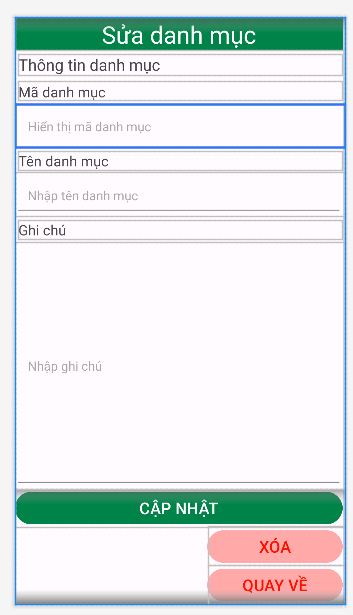 Sửa danh mục
Thông tin danh mục
Mã danh mục
Hiển thị mã danh mục
Tên danh mục
Nhập tên danh mục
Ghi chú
Nhập ghi chú
CẬP NHẬT
XÓA
QUAY VỀ